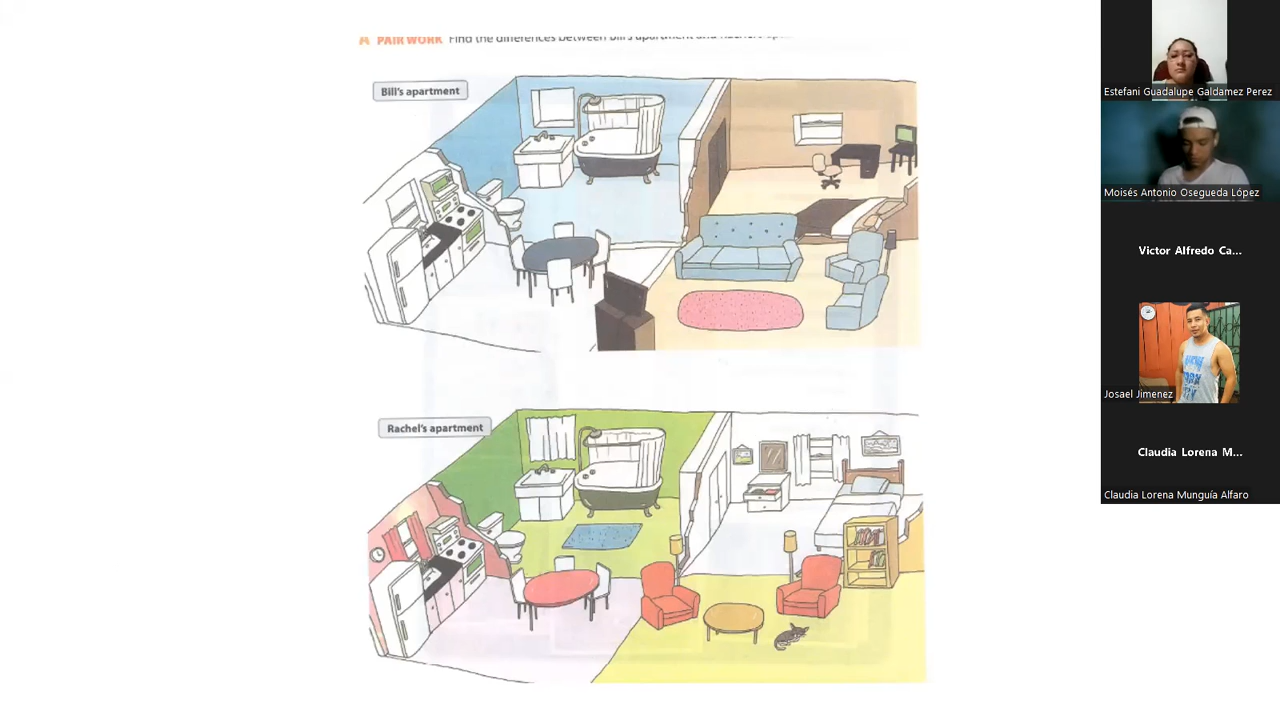 A PAIR WORK Find the differences between Bill's apartment and Rachel's
Bill's apartment
Rachel's apartment
Estefani Guadalupe Galdamez Perez
Moisés Antonio Osegueda López
Victor Alfredo Ca...
Josael Jimenez
Claudia Lorena M...
Claudia Lorena Munguía Alfaro